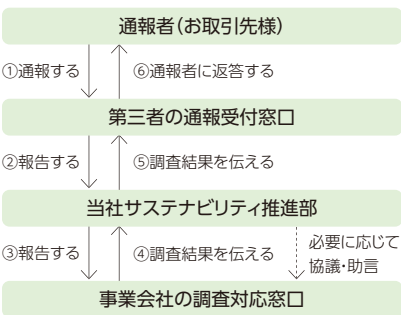 通報者（お取引先様）
①通報する
⑥通報者に返答する
第三者の通報受付窓口
②報告する
⑤調査結果を伝える
当社サステナビリティ推進部
③報告する
④調査結果を伝える
必要に応じて
協議・助言
事業会社の調査対応窓口